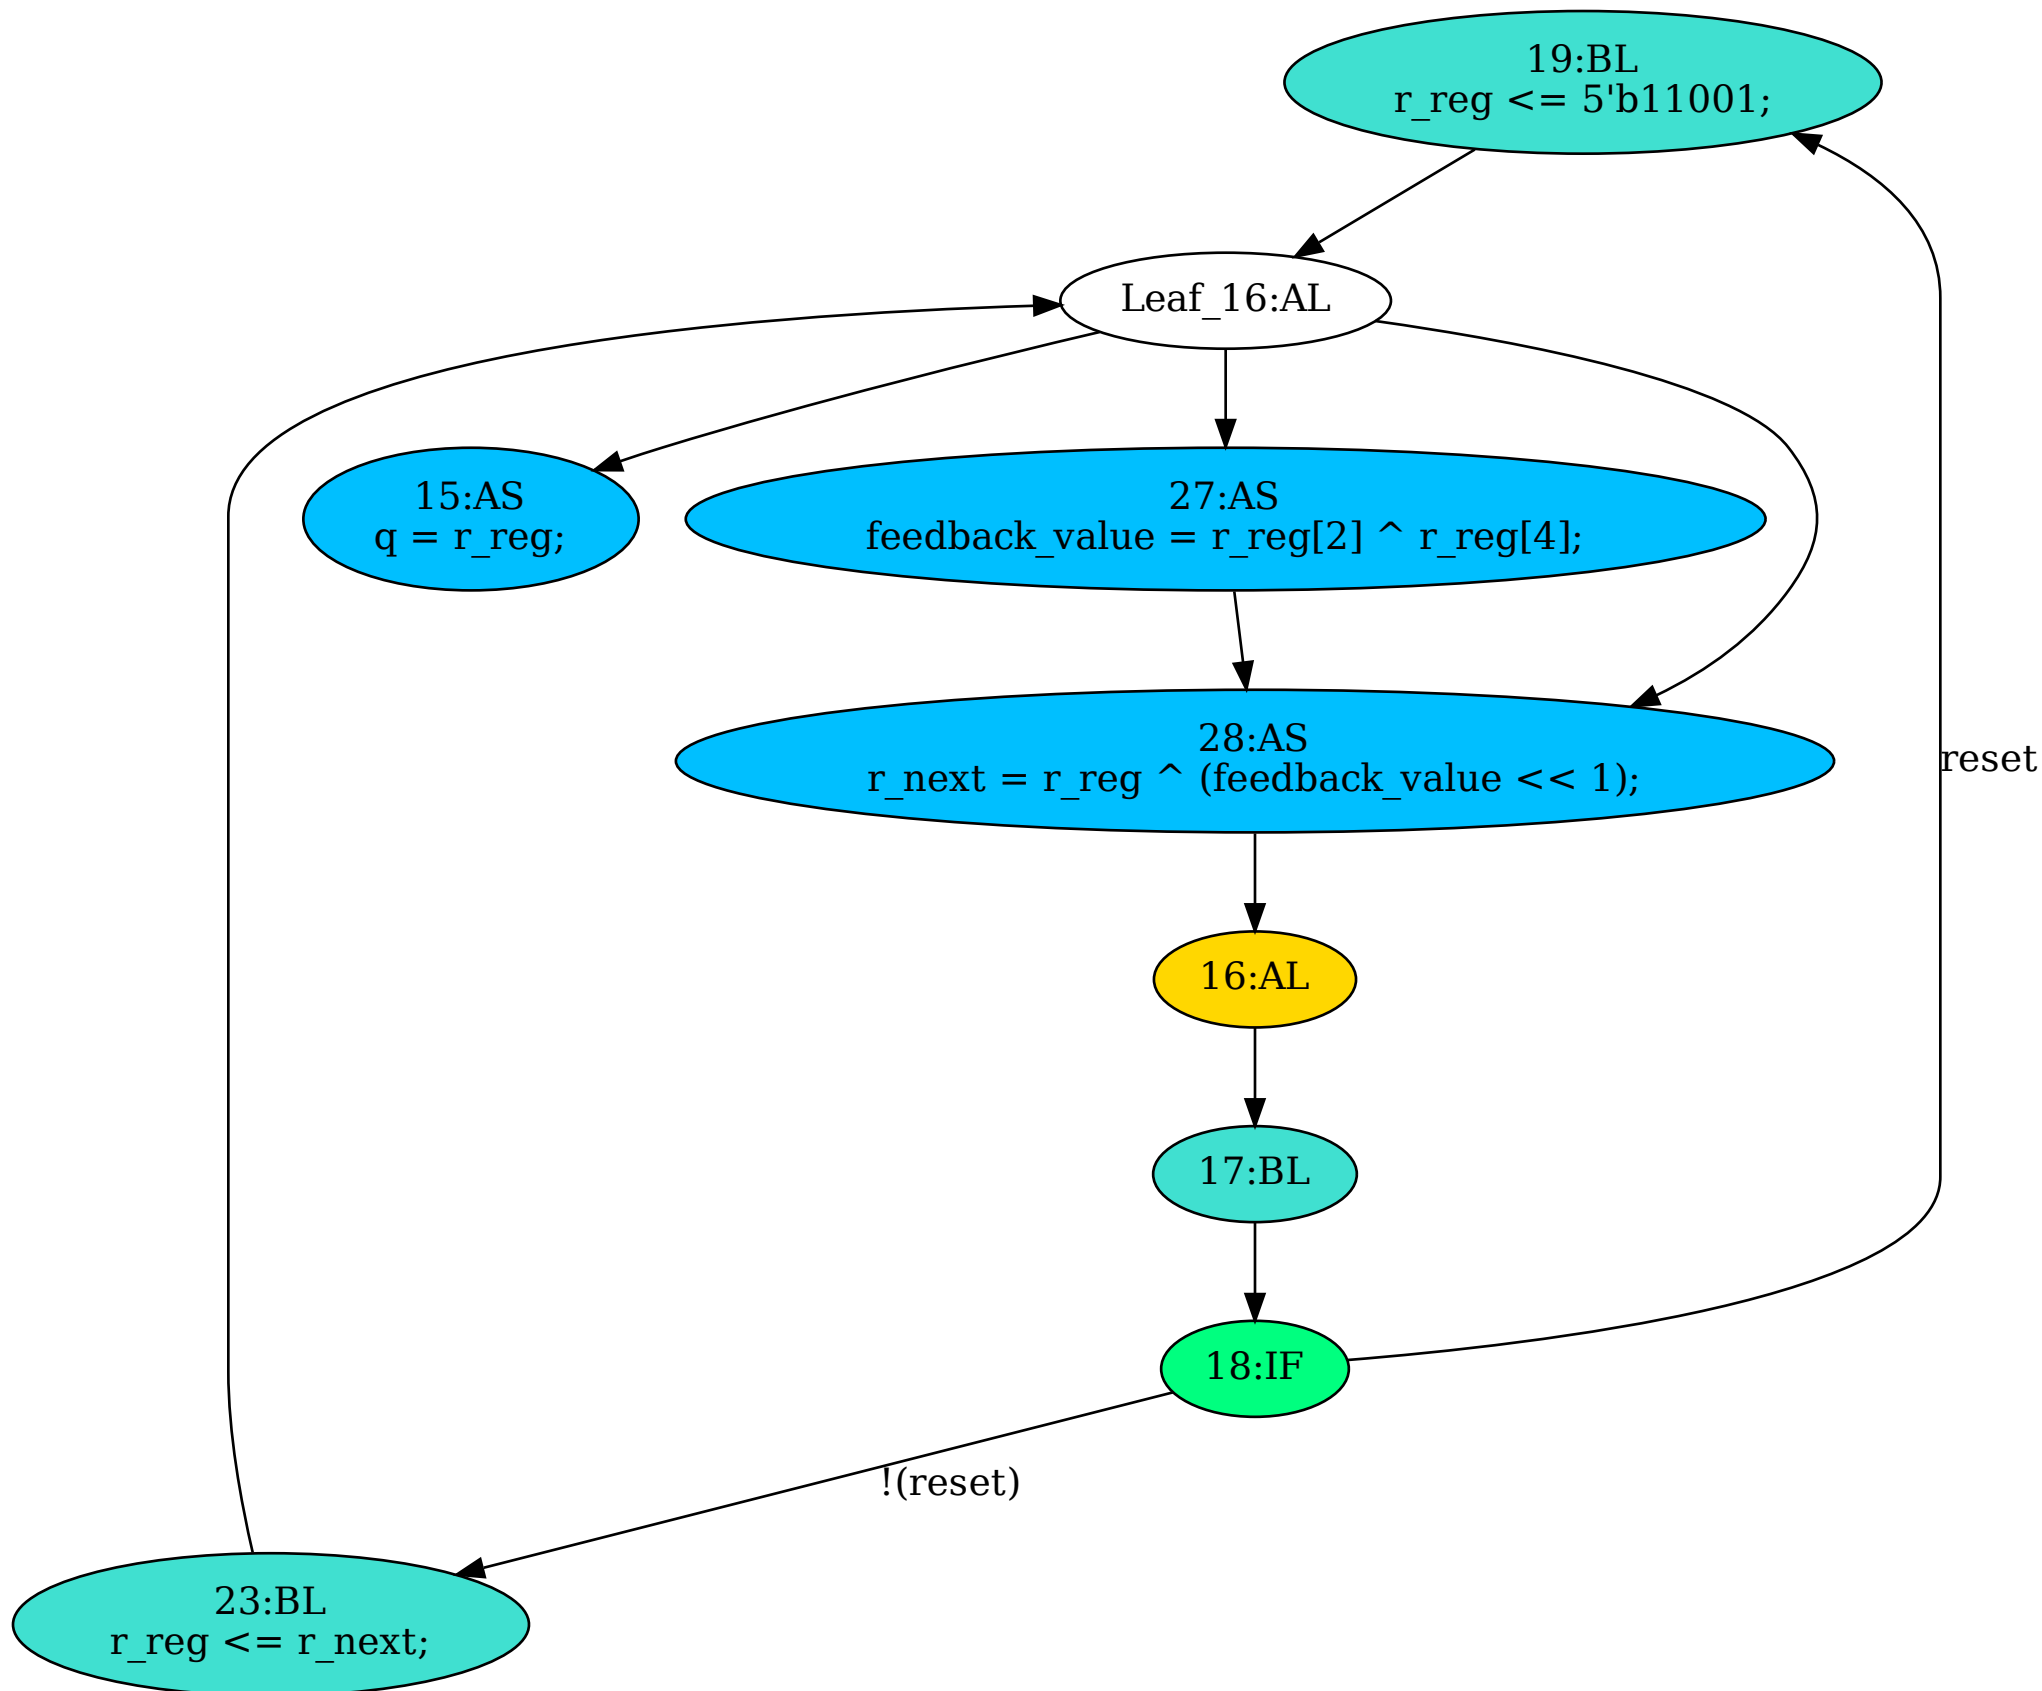 19:BL
r_reg <= 5'b11001;
Leaf_16:AL
15:AS
q = r_reg;
27:AS
feedback_value = r_reg[2] ^ r_reg[4];
28:AS
r_next = r_reg ^ (feedback_value << 1);
reset
16:AL
17:BL
18:IF
!(reset)
23:BL
r_reg <= r_next;